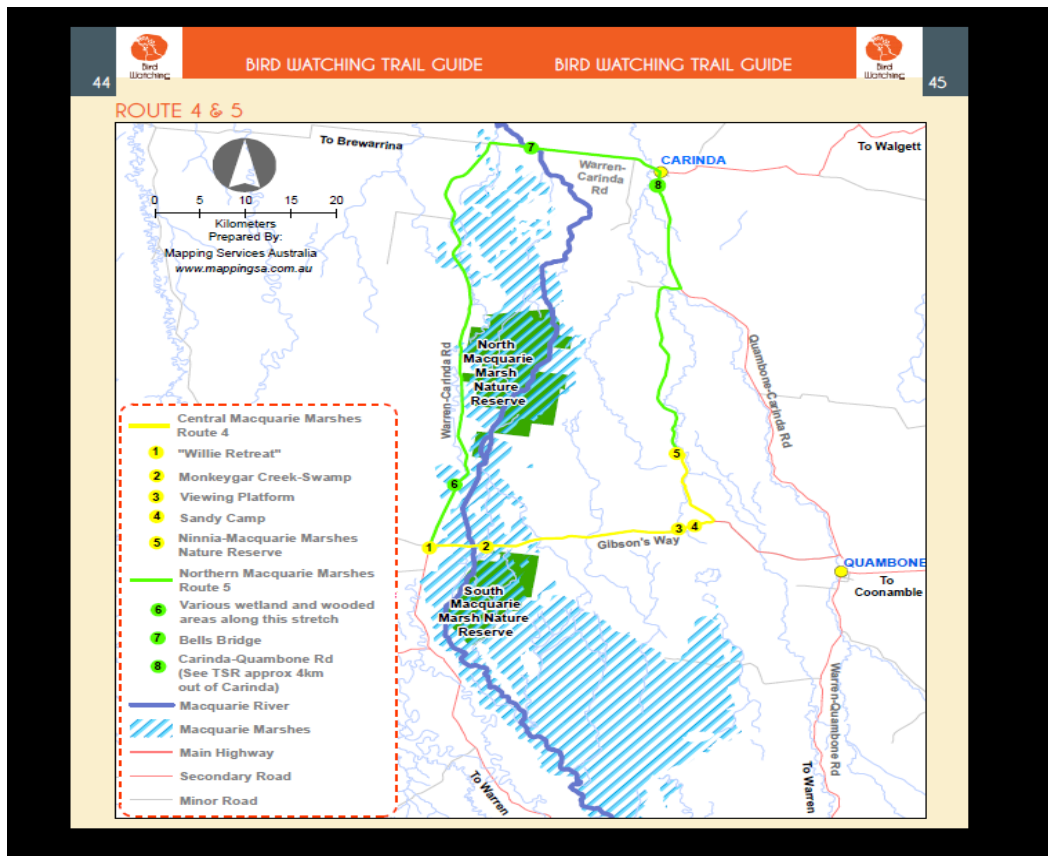 44
Bird
Watching
BIRD WATCHING TRAIL GUIDE
BIRD WATCHING TRAIL GUIDE
Bird
Watching
45
ROUTE 4 & 5
To Brewarrina
7
Warren-
Carinda
Rd
CARINDA
8
To Walgett
0 5 10 15 20
Kilometers
Prepared By:
Mapping Services Australia
www.mappingsa.com.au
Warren-Carinda Rd
North
Macquarie
Marsh
Nature
Reserve
Quambone-Carinda Rd
5
6
1
2
3
4
Gibson's Way
QUAMBONE
To
Coonamble
South
Macquarie
Marsh Nature
Reserve
Warren-Quambone Rd
To Warren
To Warren
Central Macquarie Marshes
Route 4
1 "Willie Retreat"
2 Monkeygar Creek-Swamp
3 Viewing Platform
4 Sandy Camp
5 Ninnia-Macquarie Marshes
Nature Reserve
Northern Macquarie Marshes
Route 5
6 Various wetland and wooded
areas along this stretch
7 Bells Bridge
8 Carinda-Quambone Rd
(See TSR approx 4km
out of Carinda)
Macquarie River
Macquarie Marshes
Main Highway
Secondary Road
Minor Road